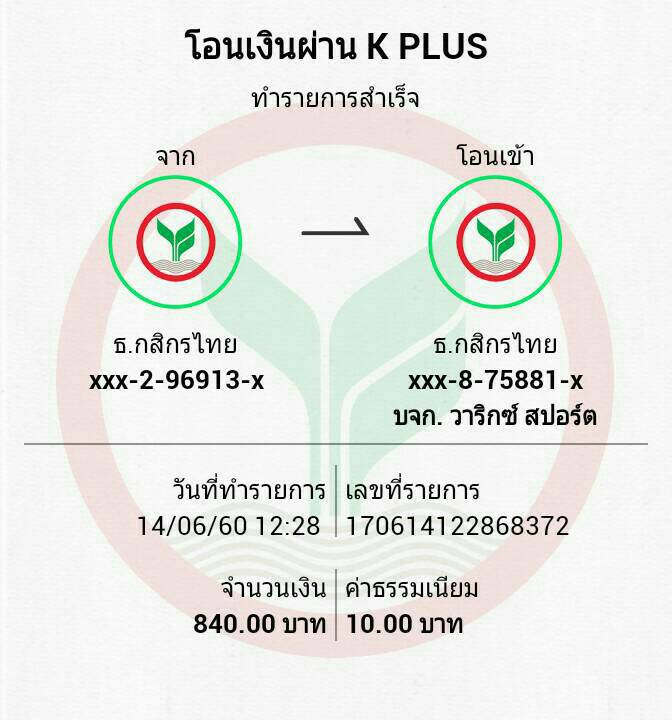 โอนเงินผ่าน K PLUS
ทำรายการสำเร็จ
จาก
โอนเข้า
ธ.กสิกรไทย
xxx-2-96913-x
ธ.กสิกรไทย
xxx-8-75881-x
บจก. วาริกซ์ สปอร์ต
วันที่ทำรายการ
14/06/60 12:28
เลขที่รายการ
170614122868372
จำนวนเงิน
840.00 บาท
ค่าธรรมเนียม
10.00 บาท